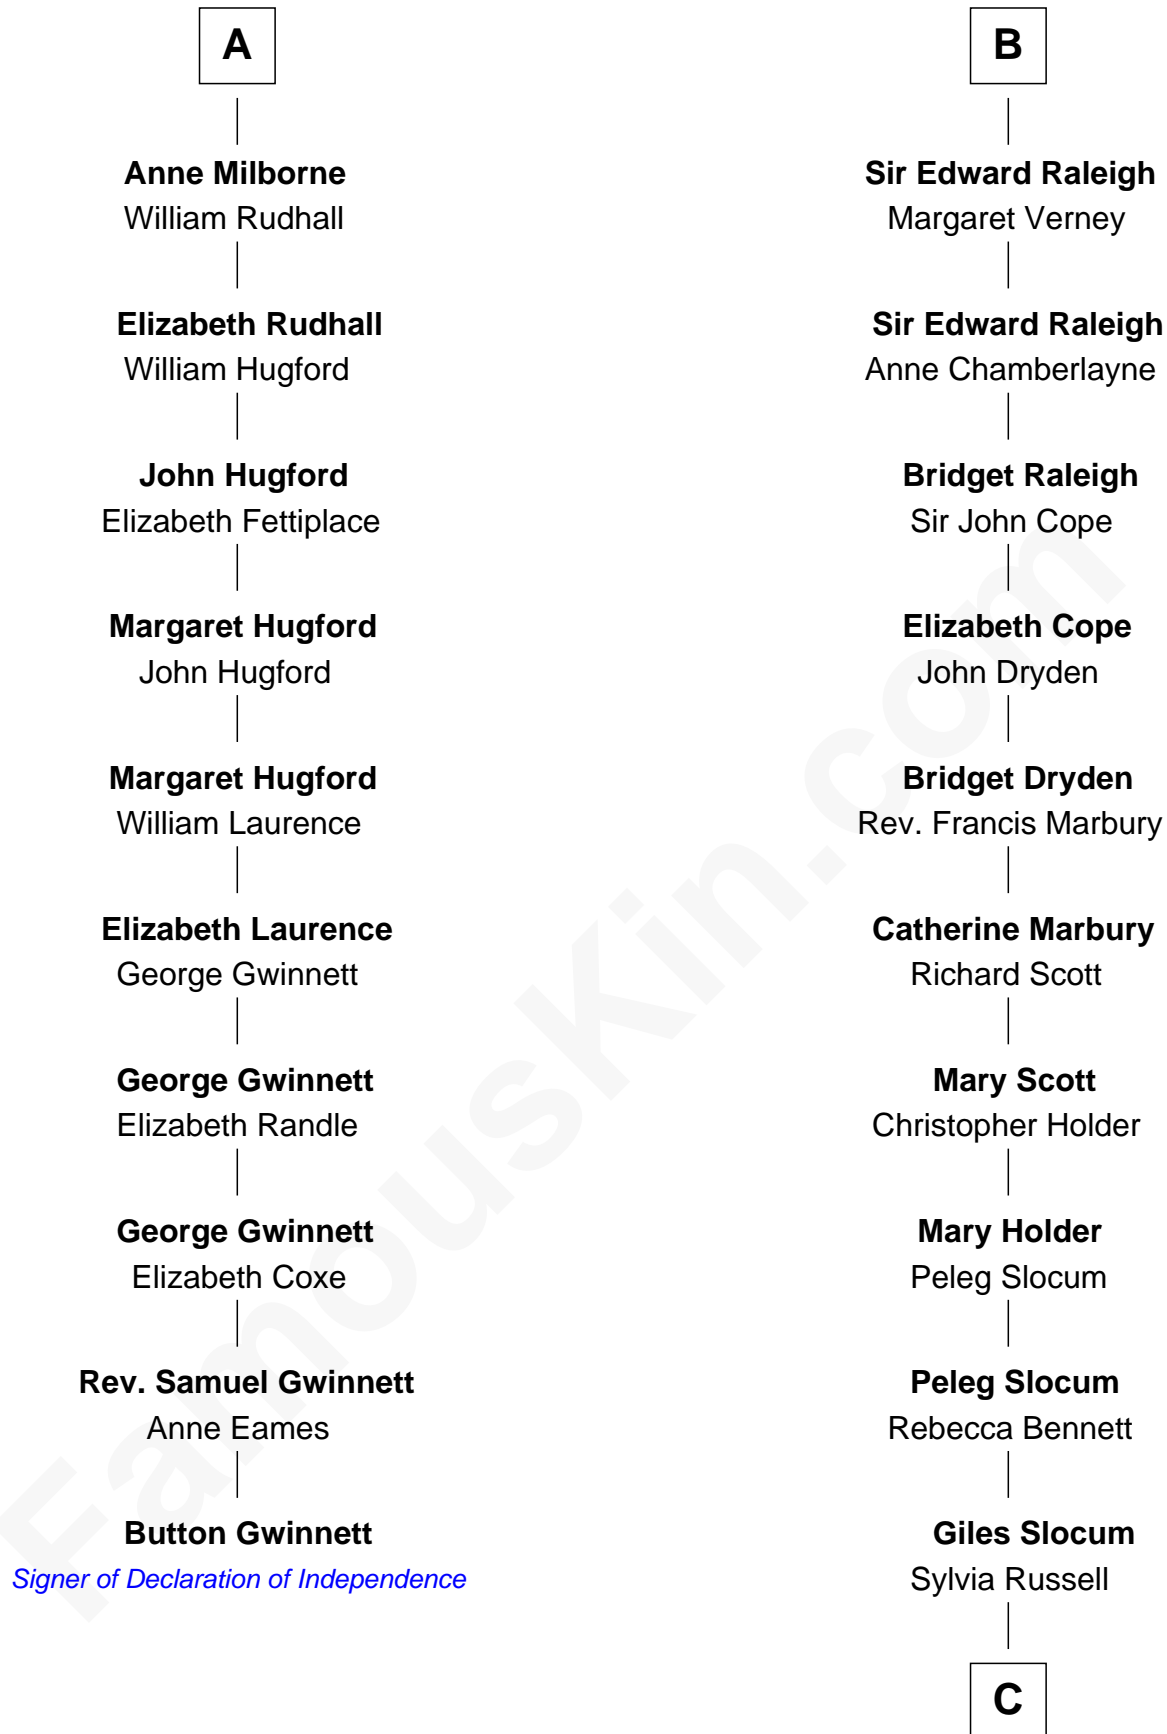 A
Anne Milborne
William Rudhall
Elizabeth Rudhall
William Hugford
John Hugford
Elizabeth Fettiplace
Margaret Hugford
John Hugford
Margaret Hugford
William Laurence
Elizabeth Laurence
George Gwinnett
George Gwinnett
Elizabeth Randle
George Gwinnett
Elizabeth Coxe
Rev. Samuel Gwinnett
Anne Eames
Button Gwinnett
Signer of Declaration of Independence
B
Sir Edward Raleigh
Margaret Verney
Sir Edward Raleigh
Anne Chamberlayne
Bridget Raleigh
Sir John Cope
Elizabeth Cope
John Dryden
Bridget Dryden
Rev. Francis Marbury
Catherine Marbury
Richard Scott
Mary Scott
Christopher Holder
Mary Holder
Peleg Slocum
Peleg Slocum
Rebecca Bennett
Giles Slocum
Sylvia Russell
C
FamousKin.com